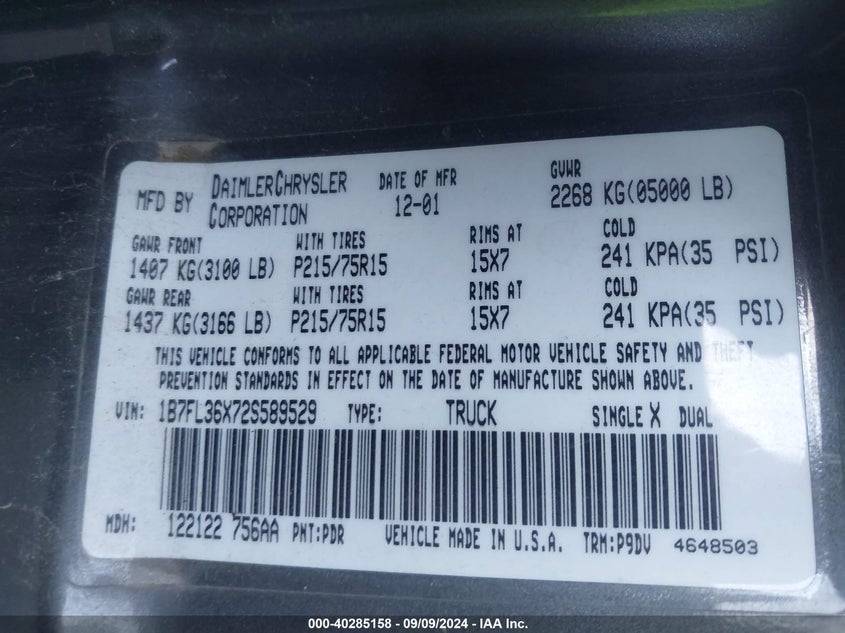 MFD BY DAIMLERCHRYSLER CORPORATION DATE OF MFR 12-01 GVWR 2268 KG(05000 LB)
GAWR FRONT WITH TIRES RIMS AT COLD
1407 KG(3100 LB) P215/75R15 15X7 241 KPA(35 PSI)
GAWR REAR WITH TIRES RIMS AT COLD
1437 KG(3166 LB) P215/75R15 15X7 241 KPA(35 PSI)
THIS VEHICLE CONFORMS TO ALL APPLICABLE FEDERAL MOTOR VEHICLE SAFETY AND THEFT
PREVENTION STANDARDS IN EFFECT ON THE DATE OF MANUFACTURE SHOWN ABOVE.
VIN: 1B7FL36X72S589529 TYPE: TRUCK SINGLE X DUAL
MDH: 122122 756AA PNT:PDR VEHICLE MADE IN U.S.A. TRM:P9DV 4648503
000-40285158 - 09/09/2024 - IAA Inc.